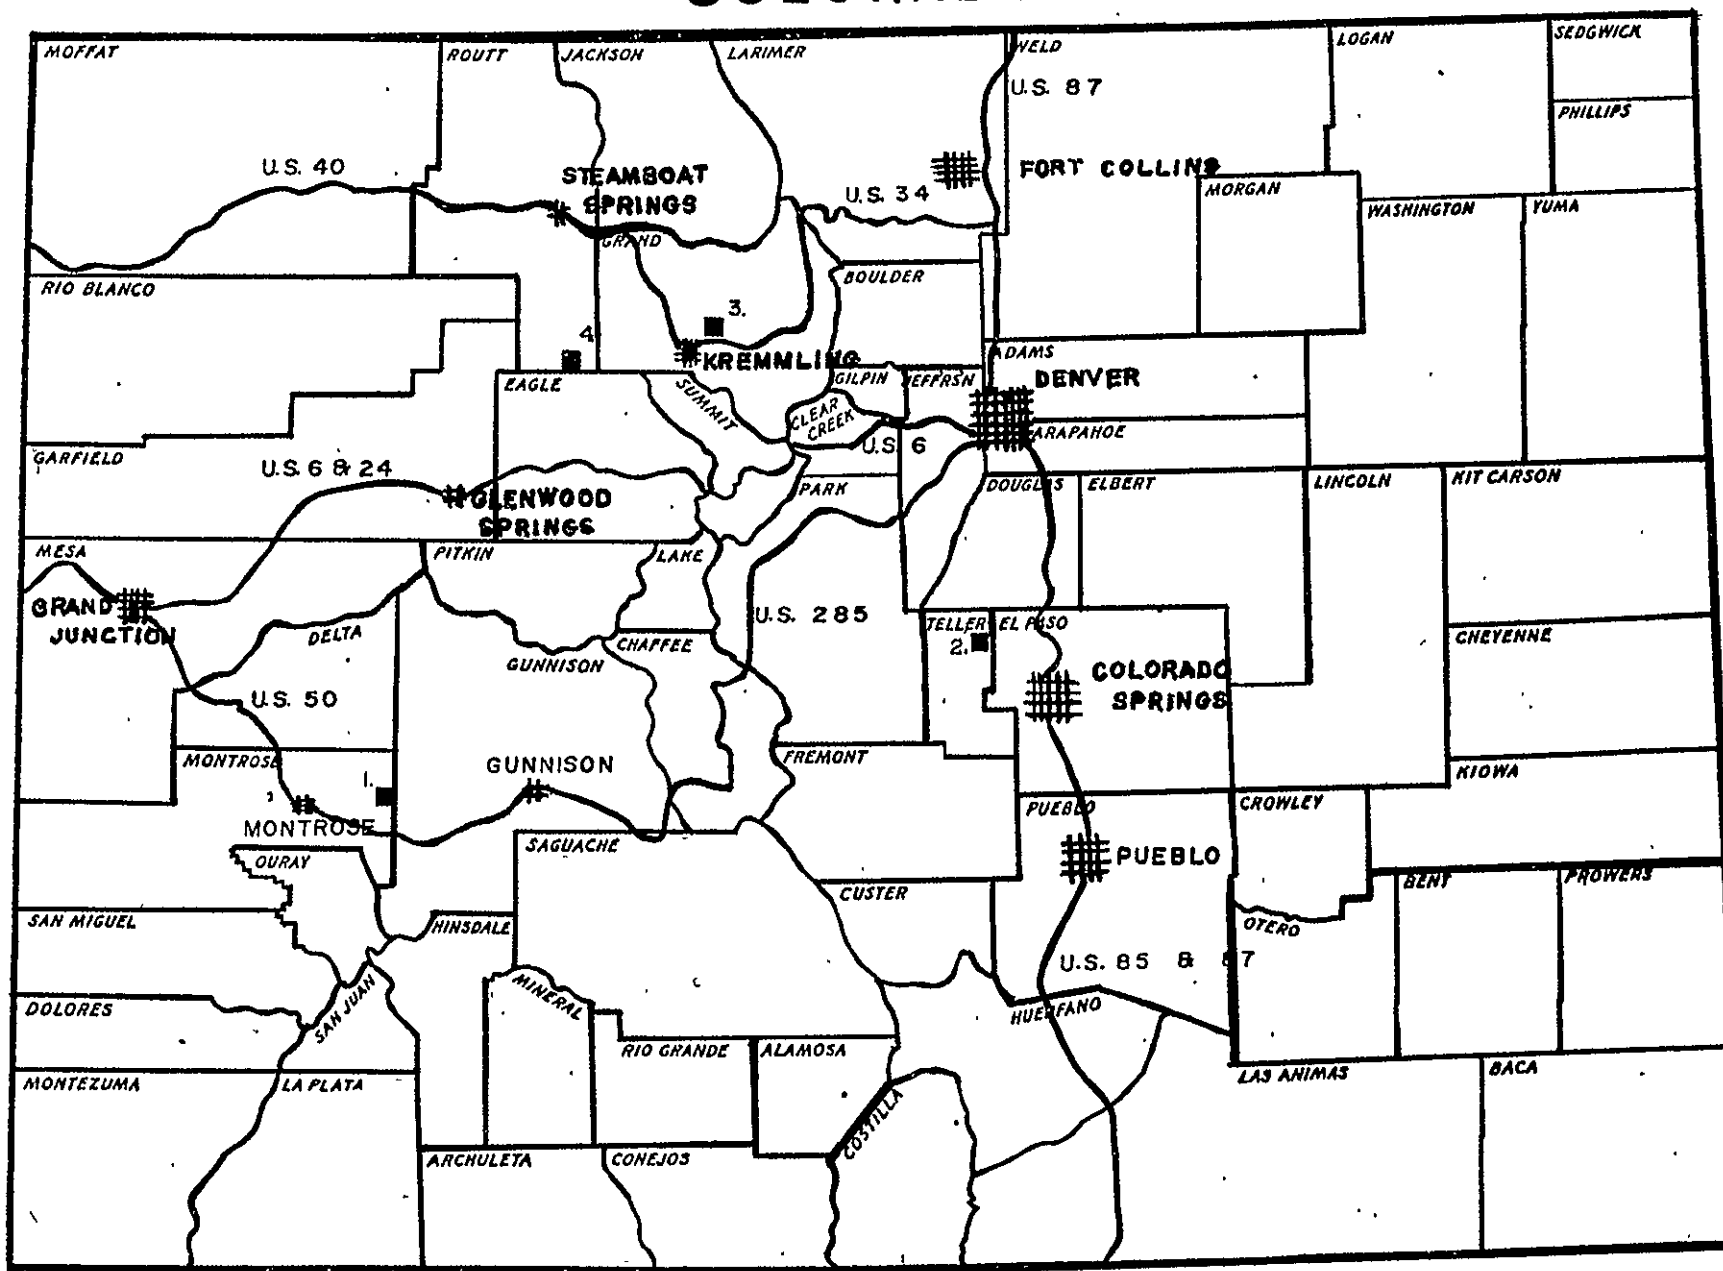 MOFFAT
ROUTT
JACKSON
LARIMER
WELD
LOGAN
SEDGWICK
U.S. 87
PHILLIPS
U.S. 40
STEAMBOAT
SPRINGS
FORT COLLINS
U.S. 34
MORGAN
WASHINGTON
YUMA
GRAND
BOULDER
RIO BLANCO
3.
4.
KREMMLING
ADAMS
DENVER
EAGLE
SUMMIT
GILPIN
JEFFRSN
CLEAR
CREEK
U.S. 6
ARAPAHOE
GARFIELD
U.S. 6 & 24
GLENWOOD
SPRINGS
PARK
DOUGLAS
ELBERT
LINCOLN
KIT CARSON
MESA
PITKIN
LAKE
GRAND
JUNCTION
DELTA
GUNNISON
CHAFFEE
U.S. 285
TELLER
EL PASO
2.
CHEYENNE
COLORADO
SPRINGS
U.S. 50
MONTROSE
1.
GUNNISON
FREMONT
KIOWA
MONTROSE
PUEBLO
CROWLEY
OURAY
SAGUACHE
PUEBLO
CUSTER
BENT
PROWERS
SAN MIGUEL
HINSDALE
OTERO
U.S. 85 & 87
DOLORES
SAN JUAN
MINERAL
HUERFANO
RIO GRANDE
ALAMOSA
MONTEZUMA
LA PLATA
LAS ANIMAS
BACA
COSTILLA
ARCHULETA
CONEJOS